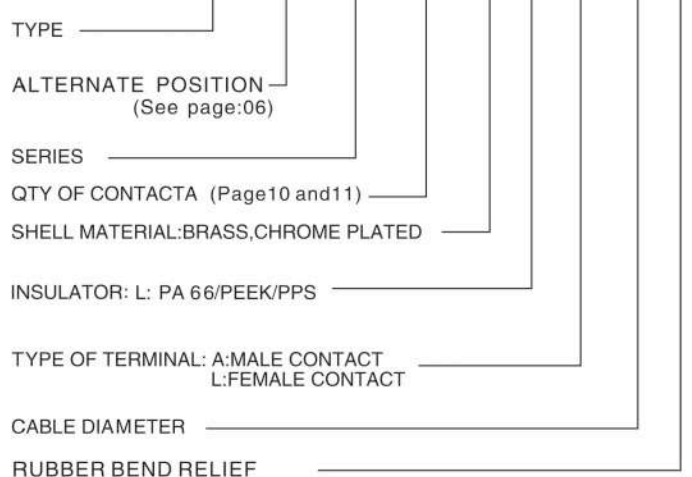 TYPE
ALTERNATE POSITION
(See page:06)
SERIES
QTY OF CONTACTA (Page10 and11)
SHELL MATERIAL:BRASS,CHROME PLATED
INSULATOR: L: PA 66/PEEK/PPS
TYPE OF TERMINAL: A:MALE CONTACT
L:FEMALE CONTACT
CABLE DIAMETER
RUBBER BEND RELIEF